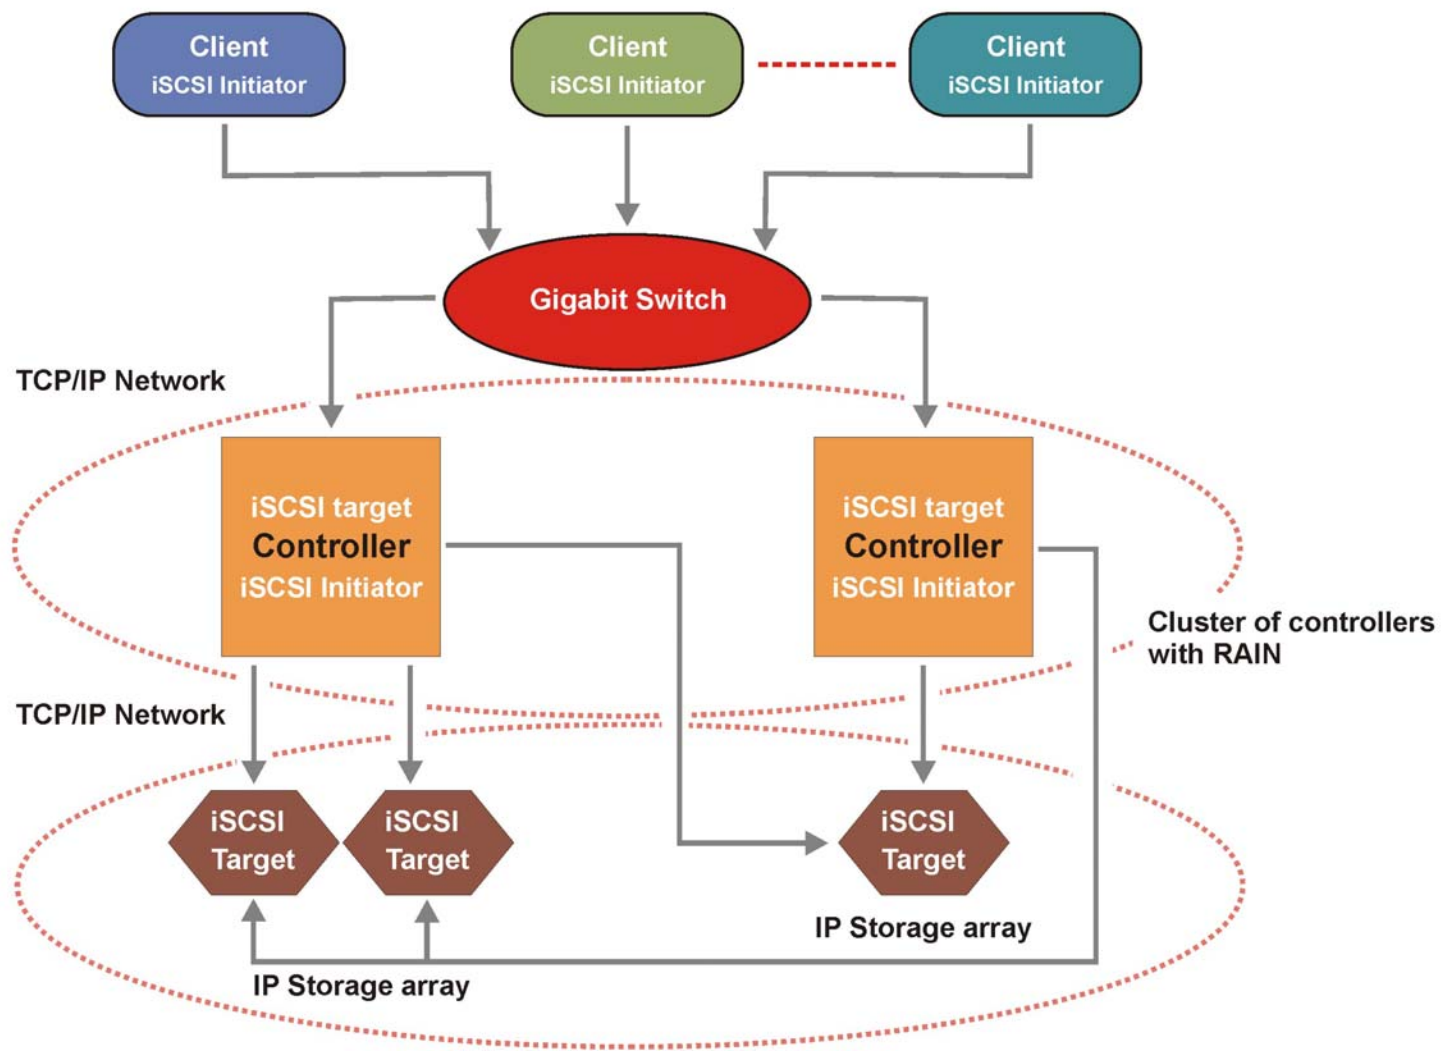 Client
iSCSI Initiator
Client
iSCSI Initiator
Client
iSCSI Initiator
Gigabit Switch
TCP/IP Network
iSCSI target
Controller
iSCSI Initiator
iSCSI target
Controller
iSCSI Initiator
Cluster of controllers
with RAIN
TCP/IP Network
iSCSI
Target
iSCSI
Target
iSCSI
Target
IP Storage array
IP Storage array